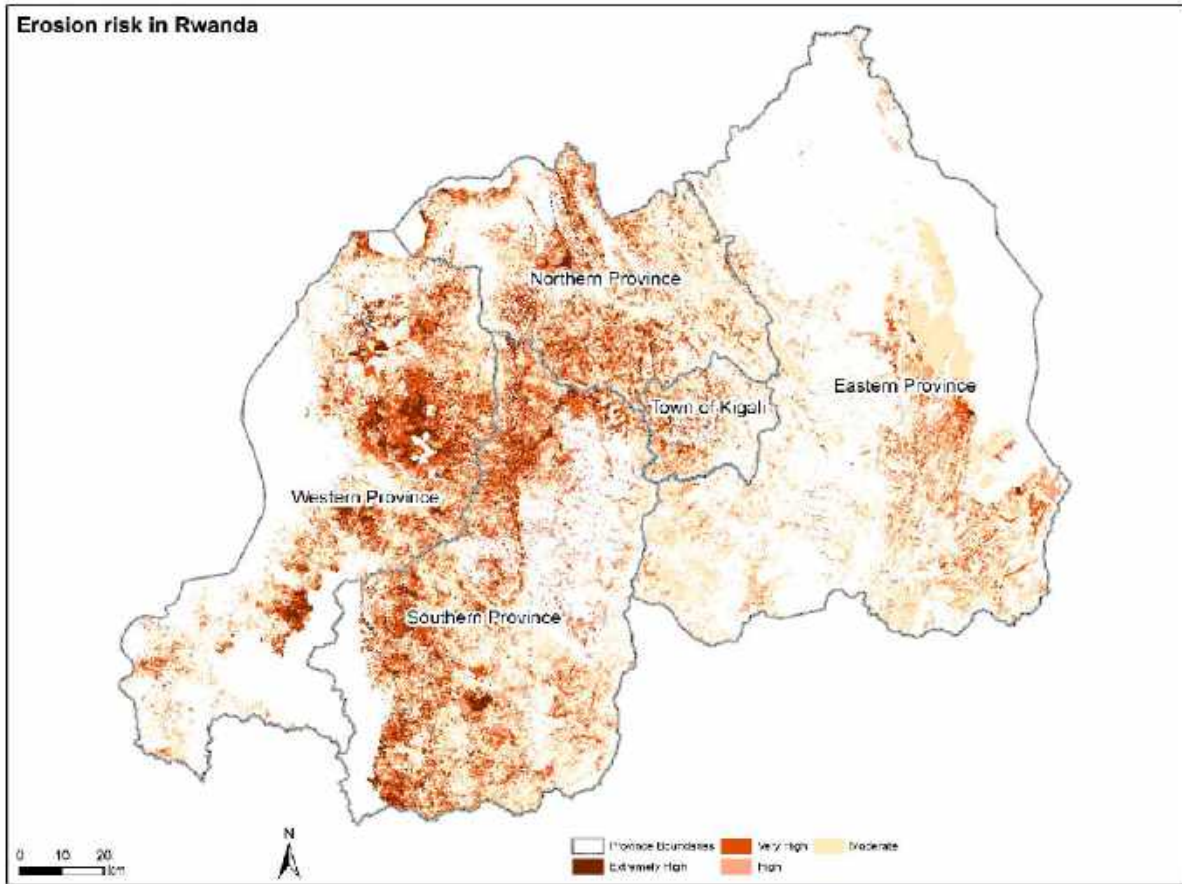 Erosion risk in Rwanda
Northern Province
Eastern Province
Town of Kigali
Western Province
Southern Province
N
0 10 20
km
Province Boundaries
Very High
Moderate
Extremely High
High